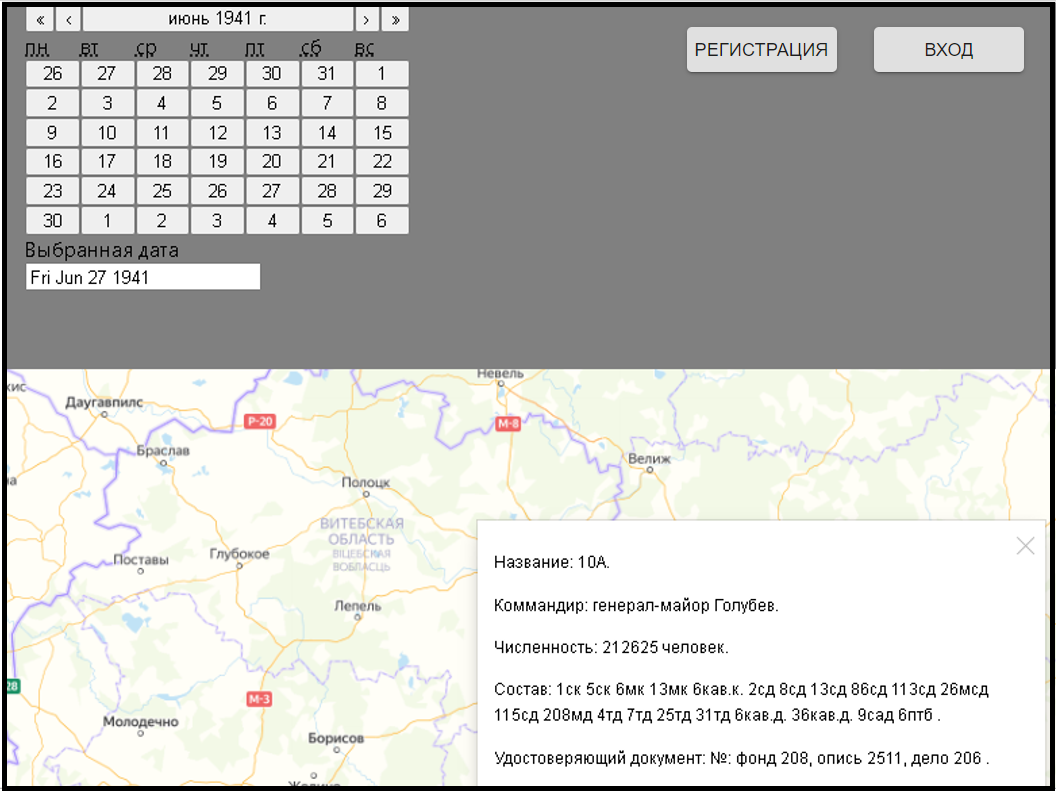 « ‹ июнь 1941 г. › »
пн вт ср чт пт сб вс
26 27 28 29 30 31 1
2 3 4 5 6 7 8
9 10 11 12 13 14 15
16 17 18 19 20 21 22
23 24 25 26 27 28 29
30 1 2 3 4 5 6
Выбранная дата
Fri Jun 27 1941
РЕГИСТРАЦИЯ ВХОД
Невель
Даугавпилс
P-20
M-8
Браслав
Велиж
Полоцк
ВИТЕБСКАЯ
ОБЛАСТЬ
ВІЦЕБСКАЯ
ВОБЛАСЦЬ
Глубокое
Поставы
Лепель
28
M-3
Молодечно
Борисов
Название: 10А.
Коммандир: генерал-майор Голубев.
Численность: 212625 человек.
Состав: 1ск 5ск 6мк 13мк 6кав.к. 2сд 8сд 13сд 86сд 113сд 26мсд
115сд 208мд 4тд 7тд 25тд 31тд 6кав.д. 36кав.д. 9сад 6птб .
Удостоверяющий документ: №: фонд 208, опись 2511, дело 206 .